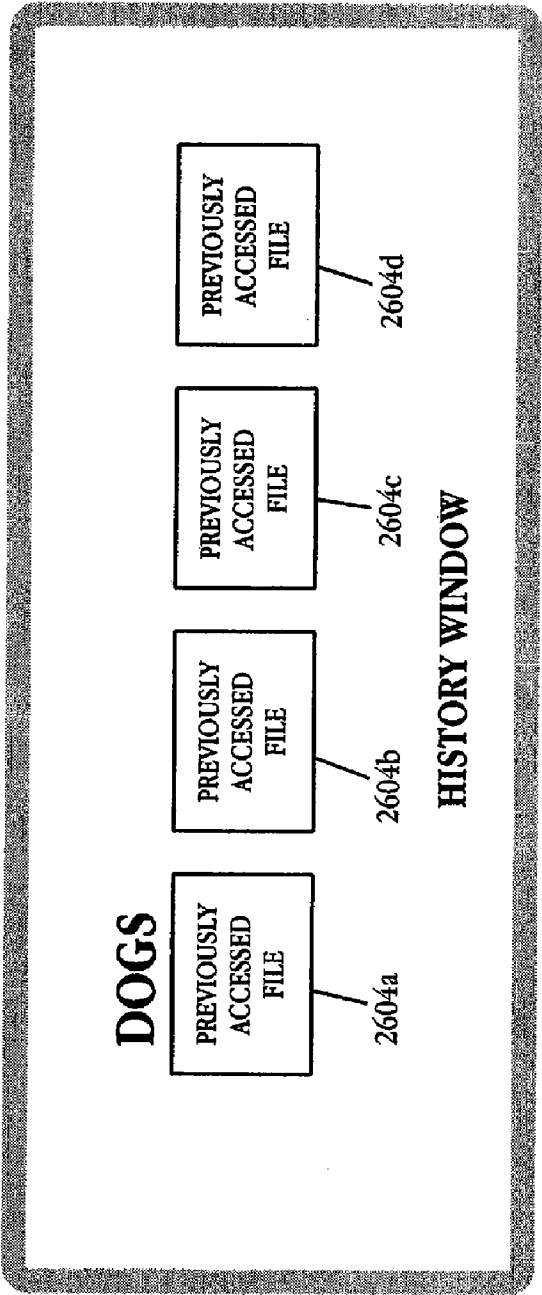 DOGS
PREVIOUSLY
ACCESSED
FILE
2604a
PREVIOUSLY
ACCESSED
FILE
2604b
PREVIOUSLY
ACCESSED
FILE
2604c
PREVIOUSLY
ACCESSED
FILE
2604d
HISTORY WINDOW